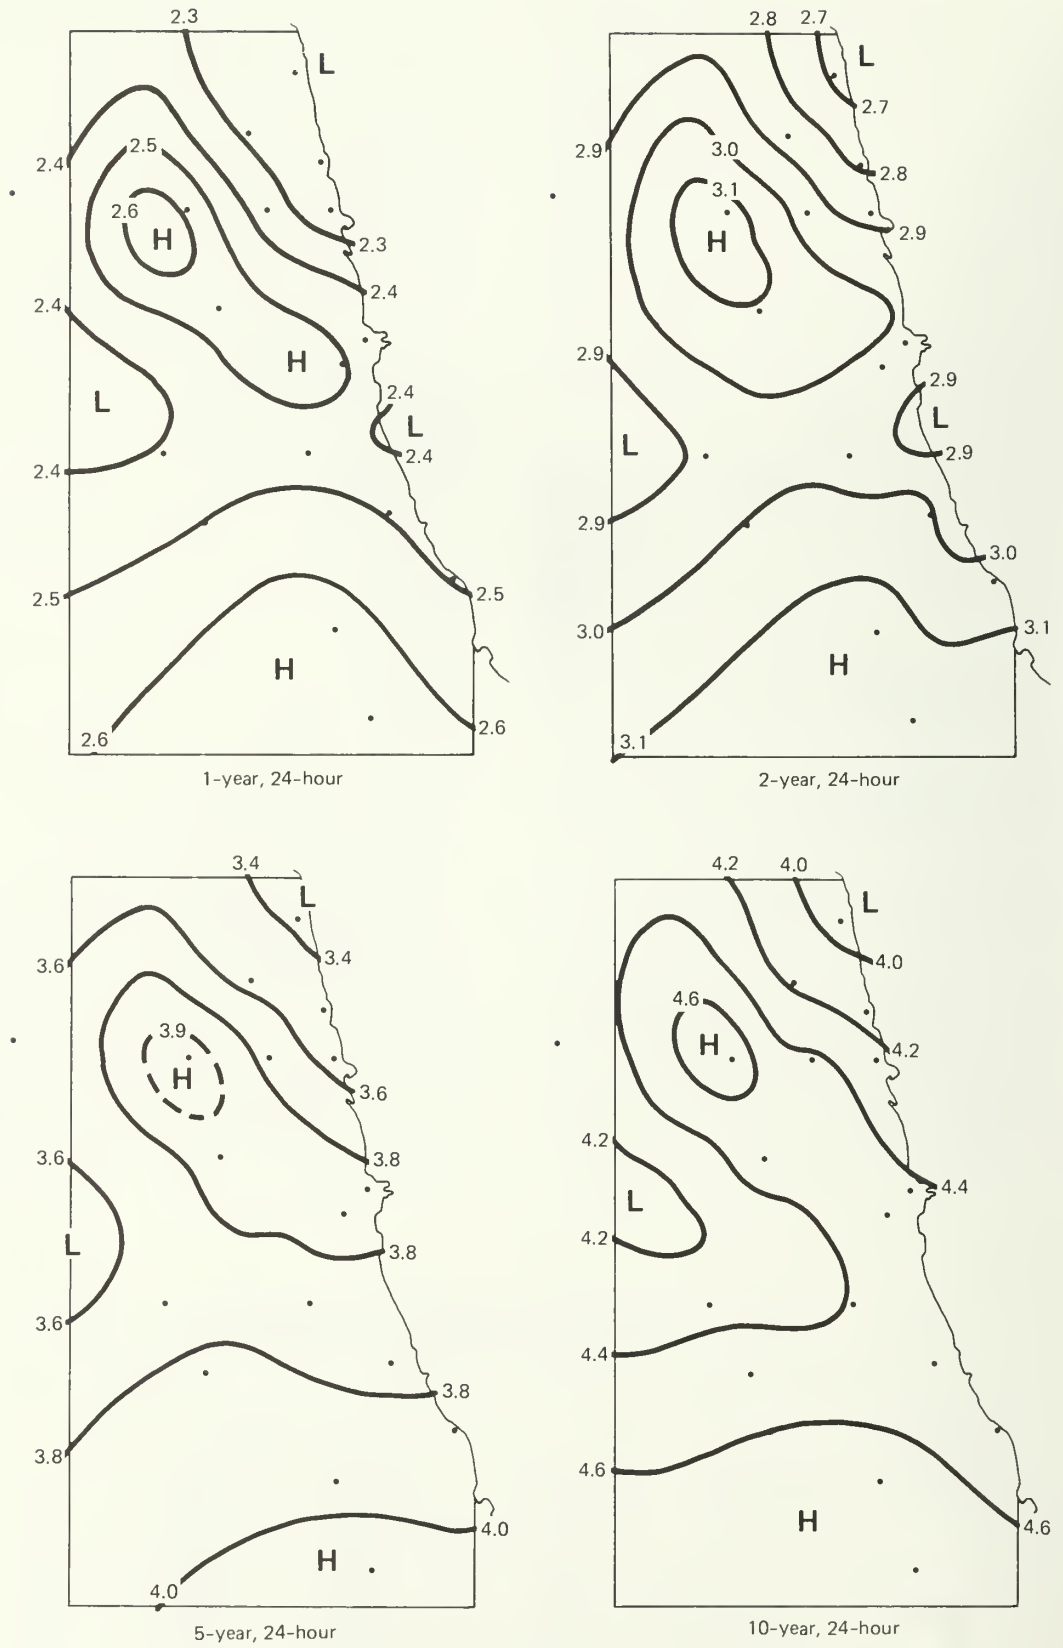 2.3
L
2.4
2.5
2.6
H
2.3
2.4
2.4
H
L
2.4
L
2.4
2.4
2.5
2.5
H
2.6
2.6
1-year, 24-hour
2.8 2.7
L
2.7
2.9
3.0
2.8
3.1
H
2.9
2.9
2.9
L
L
2.9
2.9
3.0
3.0
3.1
H
3.1
2-year, 24-hour
3.4
L
3.4
3.6
3.9
H
3.6
3.6
3.8
L
3.8
3.6
3.8
3.8
4.0
H
4.0
5-year, 24-hour
4.2 4.0
L
4.0
4.6
H
4.2
4.2
4.4
L
4.2
4.4
4.6
H
4.6
10-year, 24-hour